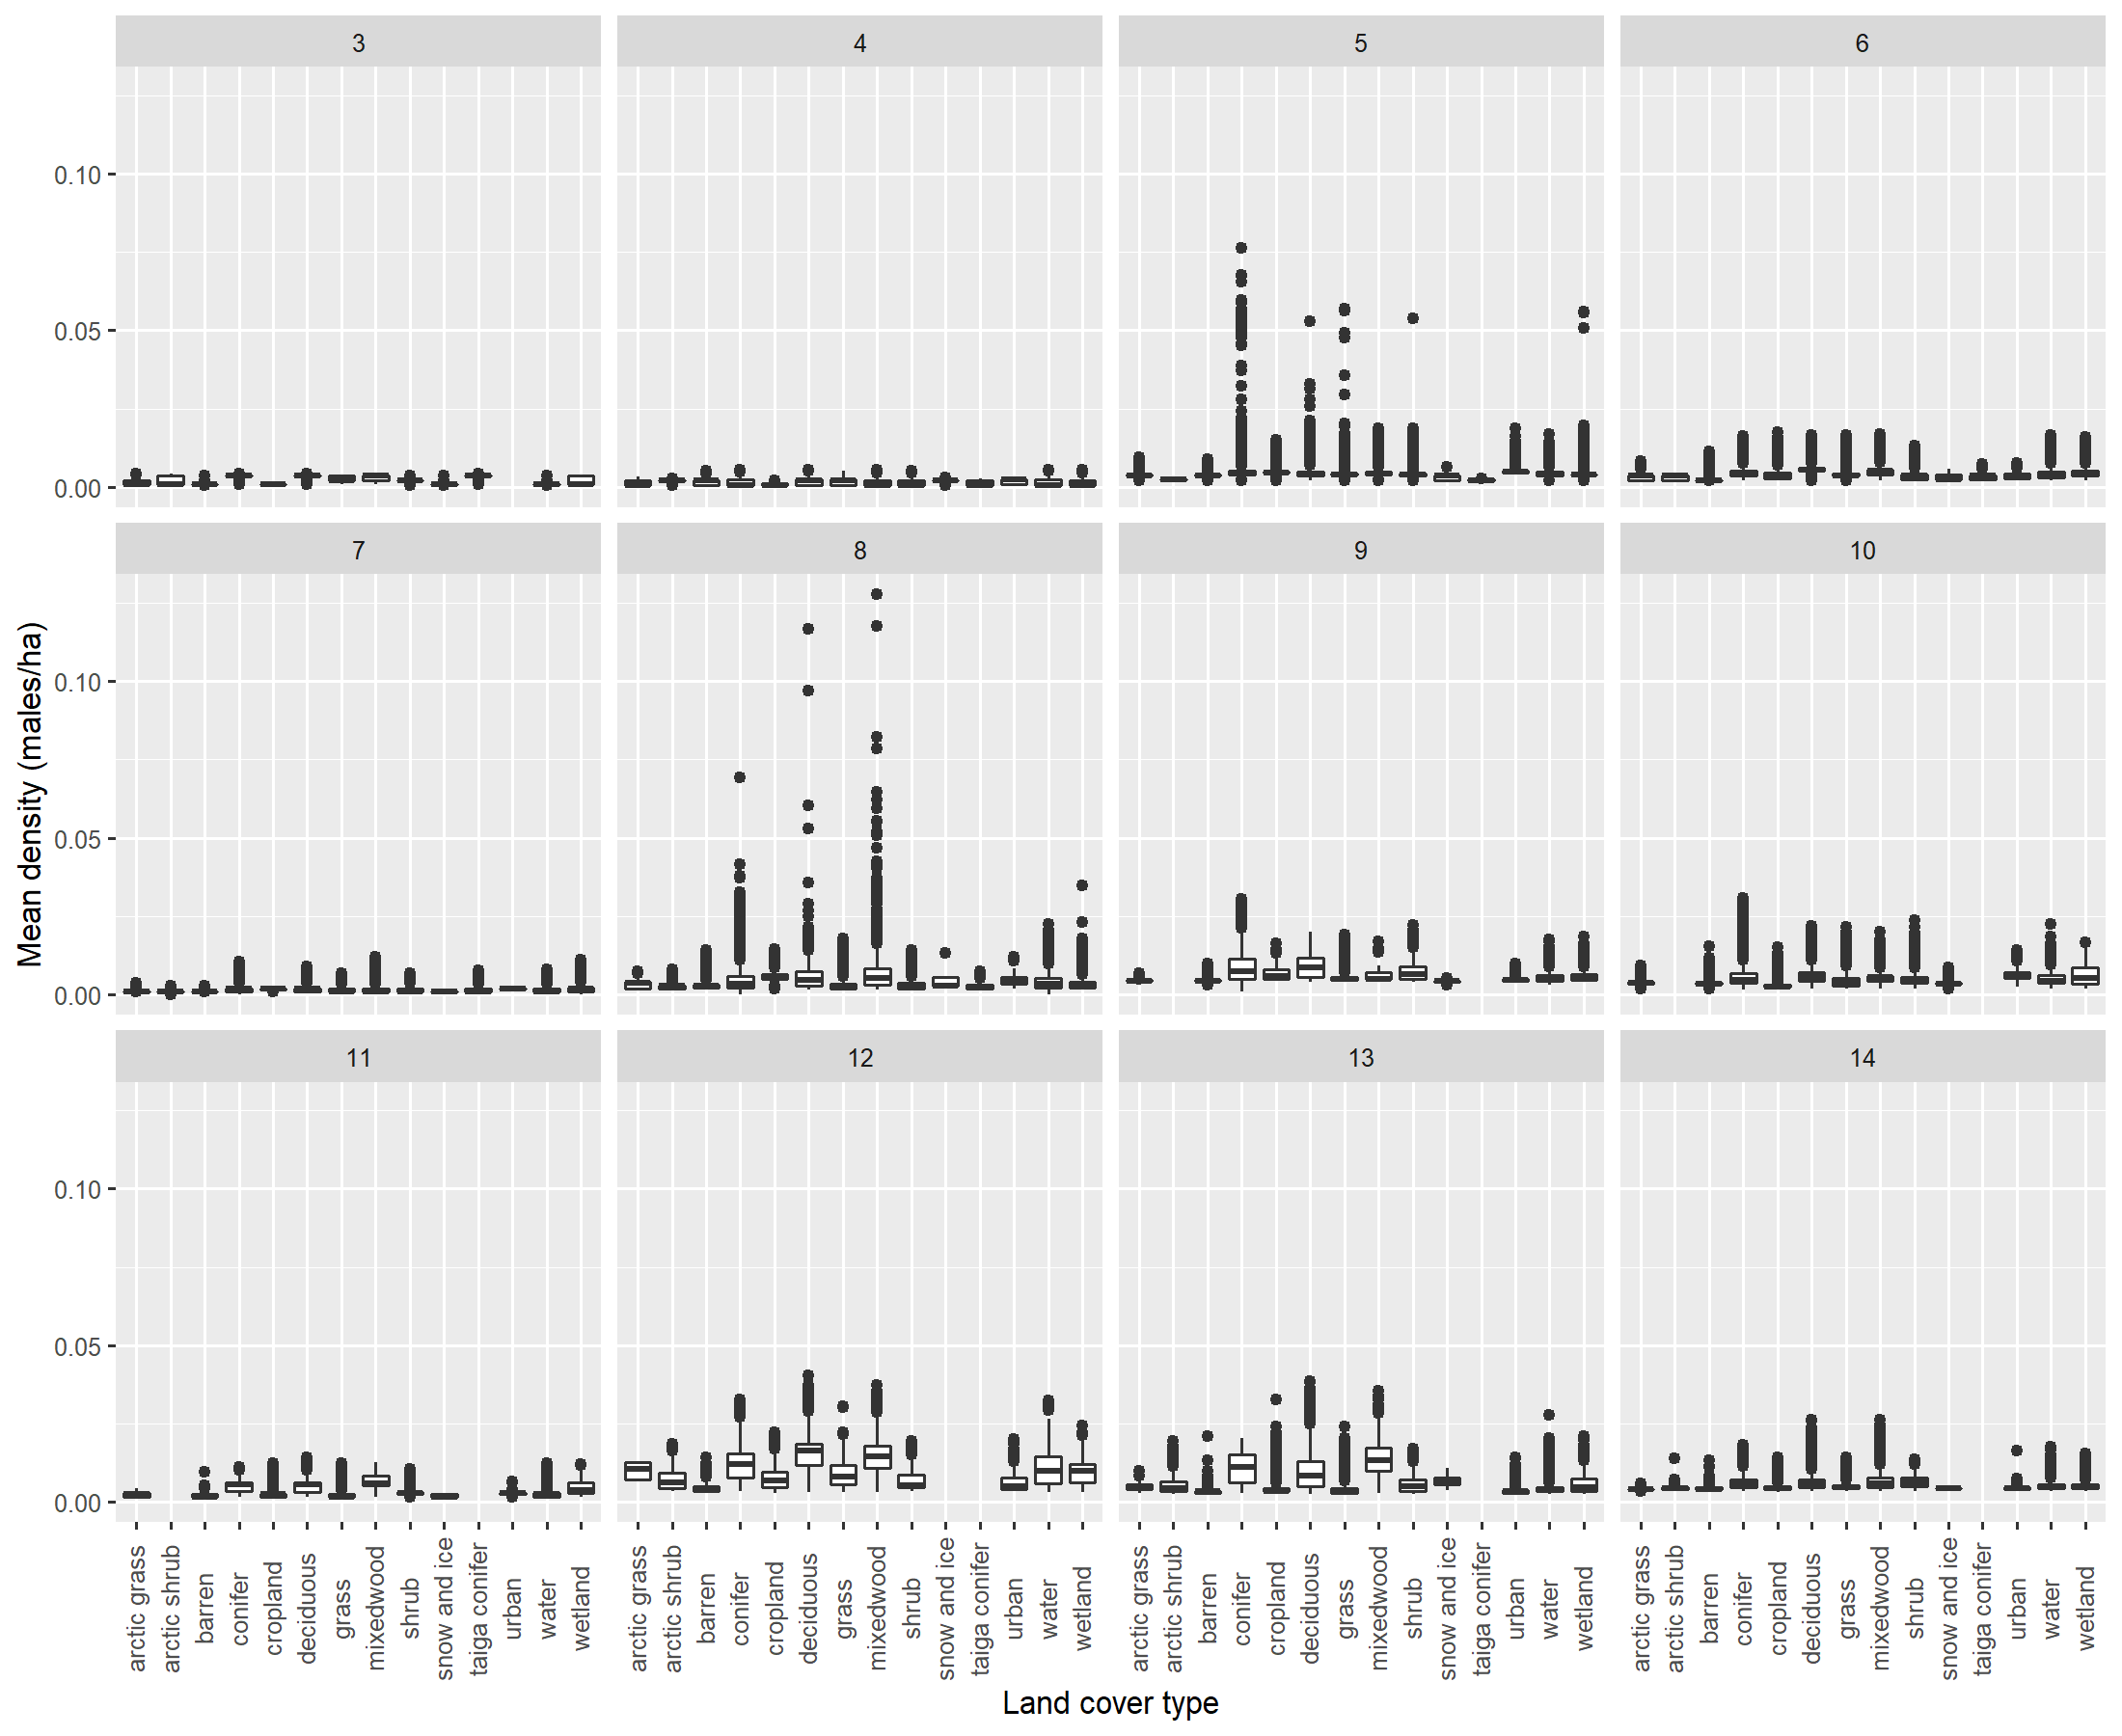 3 4 5 6
0.10
0.05
0.00
7 8 9 10
0.10
0.05
0.00
Mean density (males/ha)
11 12 13 14
0.10
0.05
0.00
arctic grass arctic shrub barren conifer cropland deciduous grass mixedwood shrub snow and ice taiga conifer urban water wetland
arctic grass arctic shrub barren conifer cropland deciduous grass mixedwood shrub snow and ice taiga conifer urban water wetland
arctic grass arctic shrub barren conifer cropland deciduous grass mixedwood shrub snow and ice taiga conifer urban water wetland
arctic grass arctic shrub barren conifer cropland deciduous grass mixedwood shrub snow and ice taiga conifer urban water wetland
Land cover type